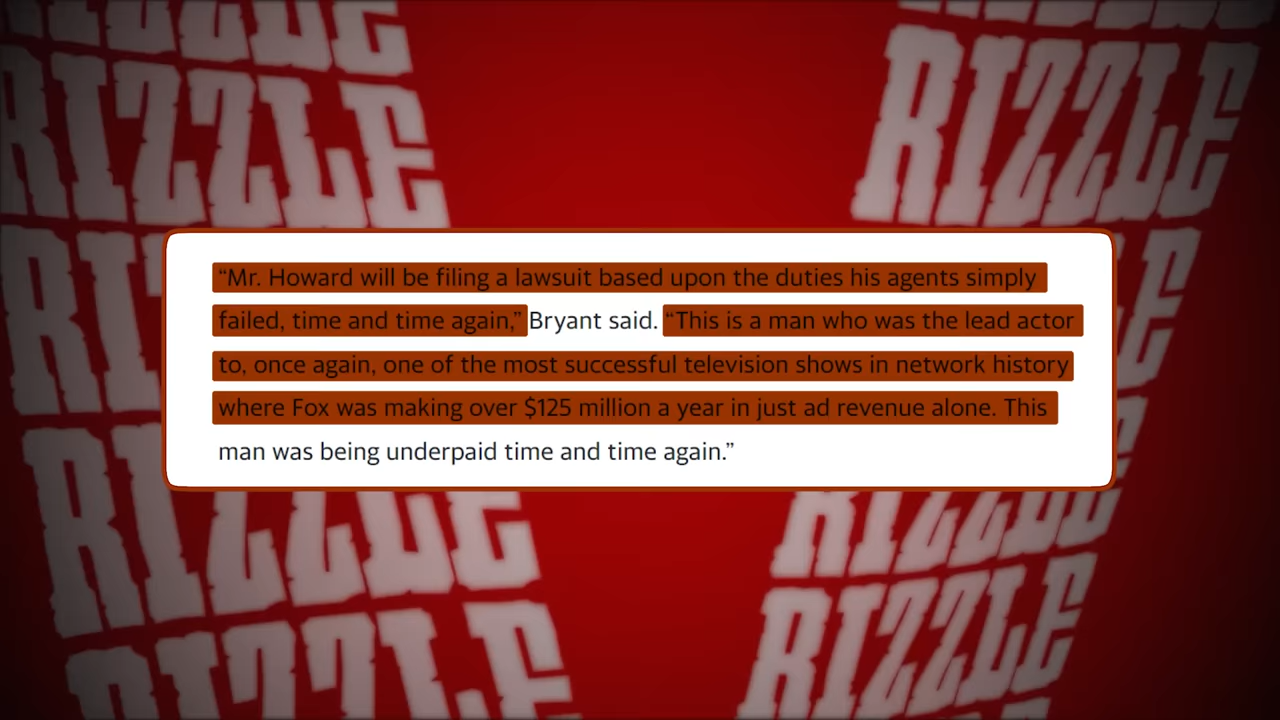 RIZZLE
RIZZLE
RIZZLE
RIZZLE
“Mr. Howard will be filing a lawsuit based upon the duties his agents simply
failed, time and time again,” Bryant said. “This is a man who was the lead actor
to, once again, one of the most successful television shows in network history
where Fox was making over $125 million a year in just ad revenue alone. This
man was being underpaid time and time again.”
RIZZLE
RIZZLE
RIZZLE
RIZZLE